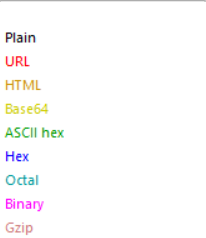 Plain
URL
HTML
Base64
ASCII hex
Hex
Octal
Binary
Gzip